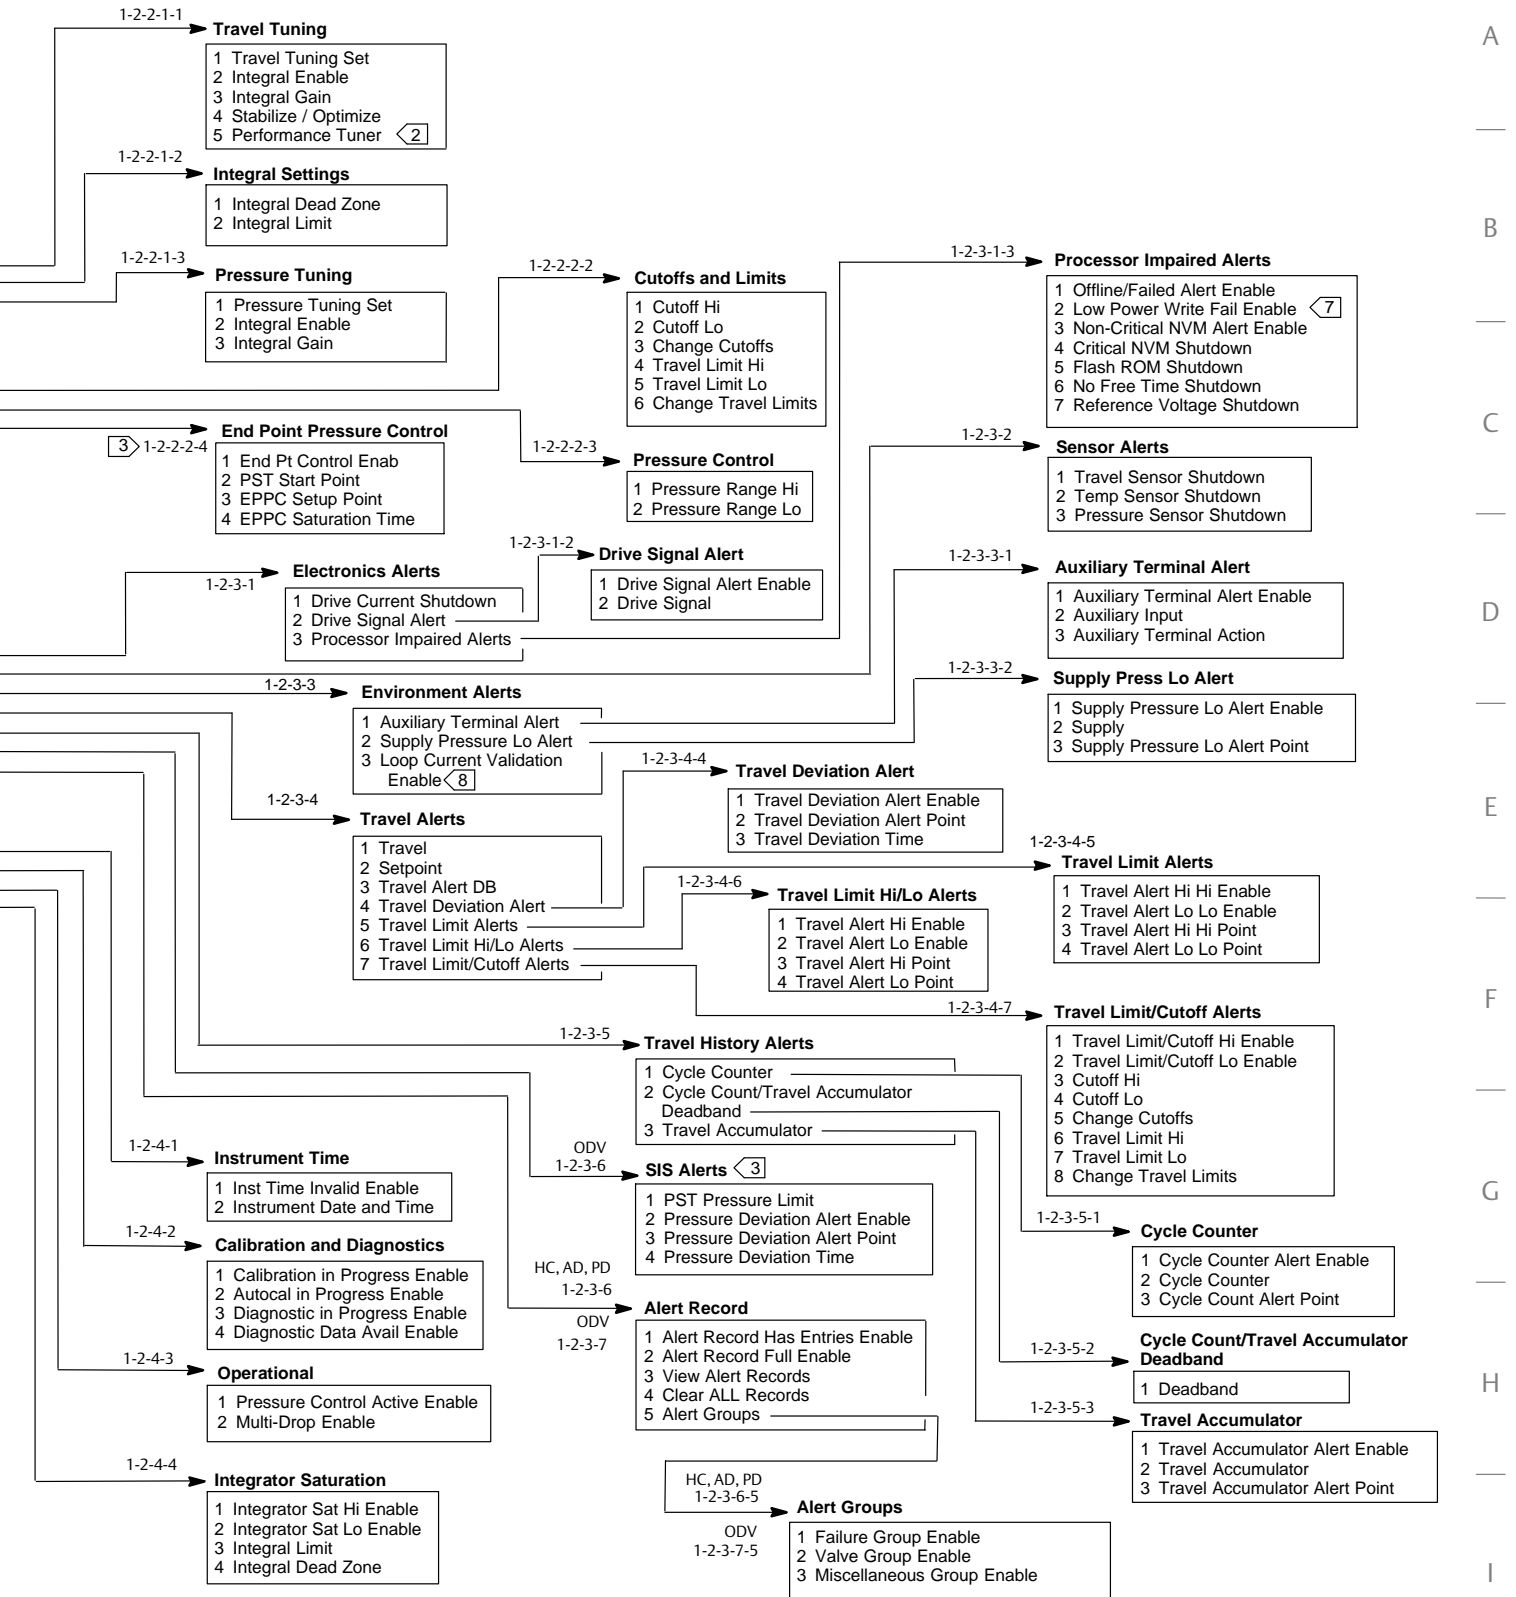 1-2-2-1-1
Travel Tuning
1 Travel Tuning Set
2 Integral Enable
3 Integral Gain
4 Stabilize / Optimize
5 Performance Tuner 2
1-2-2-1-2
Integral Settings
1 Integral Dead Zone
2 Integral Limit
1-2-2-1-3
Pressure Tuning
1 Pressure Tuning Set
2 Integral Enable
3 Integral Gain
1-2-2-2-2
Cutoffs and Limits
1 Cutoff Hi
2 Cutoff Lo
3 Change Cutoffs
4 Travel Limit Hi
5 Travel Limit Lo
6 Change Travel Limits
1-2-3-1-3
Processor Impaired Alerts
1 Offline/Failed Alert Enable
2 Low Power Write Fail Enable 7
3 Non-Critical NVM Alert Enable
4 Critical NVM Shutdown
5 Flash ROM Shutdown
6 No Free Time Shutdown
7 Reference Voltage Shutdown
3 1-2-2-2-4
End Point Pressure Control
1 End Pt Control Enab
2 PST Start Point
3 EPPC Setup Point
4 EPPC Saturation Time
1-2-2-2-3
Pressure Control
1 Pressure Range Hi
2 Pressure Range Lo
1-2-3-2
Sensor Alerts
1 Travel Sensor Shutdown
2 Temp Sensor Shutdown
3 Pressure Sensor Shutdown
1-2-3-1
Electronics Alerts
1 Drive Current Shutdown
2 Drive Signal Alert
3 Processor Impaired Alerts
1-2-3-1-2
Drive Signal Alert
1 Drive Signal Alert Enable
2 Drive Signal
1-2-3-3-1
Auxiliary Terminal Alert
1 Auxiliary Terminal Alert Enable
2 Auxiliary Input
3 Auxiliary Terminal Action
1-2-3-3
Environment Alerts
1 Auxiliary Terminal Alert
2 Supply Pressure Lo Alert
3 Loop Current Validation
Enable 8
1-2-3-3-2
Supply Press Lo Alert
1 Supply Pressure Lo Alert Enable
2 Supply
3 Supply Pressure Lo Alert Point
1-2-3-4
Travel Alerts
1 Travel
2 Setpoint
3 Travel Alert DB
4 Travel Deviation Alert
5 Travel Limit Alerts
6 Travel Limit Hi/Lo Alerts
7 Travel Limit/Cutoff Alerts
1-2-3-4-4
Travel Deviation Alert
1 Travel Deviation Alert Enable
2 Travel Deviation Alert Point
3 Travel Deviation Time
1-2-3-4-5
Travel Limit Alerts
1 Travel Alert Hi Hi Enable
2 Travel Alert Lo Lo Enable
3 Travel Alert Hi Hi Point
4 Travel Alert Lo Lo Point
1-2-3-4-6
Travel Limit Hi/Lo Alerts
1 Travel Alert Hi Enable
2 Travel Alert Lo Enable
3 Travel Alert Hi Point
4 Travel Alert Lo Point
1-2-3-4-7
Travel Limit/Cutoff Alerts
1 Travel Limit/Cutoff Hi Enable
2 Travel Limit/Cutoff Lo Enable
3 Cutoff Hi
4 Cutoff Lo
5 Change Cutoffs
6 Travel Limit Hi
7 Travel Limit Lo
8 Change Travel Limits
1-2-3-5
Travel History Alerts
1 Cycle Counter
2 Cycle Count/Travel Accumulator
Deadband
3 Travel Accumulator
ODV
1-2-3-6
SIS Alerts 3
1 PST Pressure Limit
2 Pressure Deviation Alert Enable
3 Pressure Deviation Alert Point
4 Pressure Deviation Time
1-2-3-5-1
Cycle Counter
1 Cycle Counter Alert Enable
2 Cycle Counter
3 Cycle Count Alert Point
1-2-4-1
Instrument Time
1 Inst Time Invalid Enable
2 Instrument Date and Time
1-2-4-2
Calibration and Diagnostics
1 Calibration in Progress Enable
2 Autocal in Progress Enable
3 Diagnostic in Progress Enable
4 Diagnostic Data Avail Enable
HC, AD, PD
1-2-3-6
ODV
1-2-3-7
Alert Record
1 Alert Record Has Entries Enable
2 Alert Record Full Enable
3 View Alert Records
4 Clear ALL Records
5 Alert Groups
1-2-3-5-2
Cycle Count/Travel Accumulator
Deadband
1 Deadband
1-2-4-3
Operational
1 Pressure Control Active Enable
2 Multi-Drop Enable
1-2-3-5-3
Travel Accumulator
1 Travel Accumulator Alert Enable
2 Travel Accumulator
3 Travel Accumulator Alert Point
1-2-4-4
Integrator Saturation
1 Integrator Sat Hi Enable
2 Integrator Sat Lo Enable
3 Integral Limit
4 Integral Dead Zone
HC, AD, PD
1-2-3-6-5
ODV
1-2-3-7-5
Alert Groups
1 Failure Group Enable
2 Valve Group Enable
3 Miscellaneous Group Enable
A
B
C
D
E
F
G
H
I